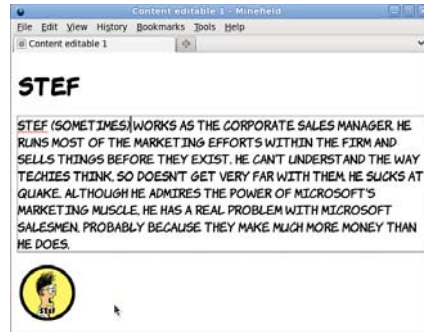 Content editable 1 - Minefield
File Edit View History Bookmarks Tools Help
Content editable 1
STEF
STEF (SOMETIMES) WORKS AS THE CORPORATE SALES MANAGER. HE
RUNS MOST OF THE MARKETING EFFORTS WITHIN THE FIRM AND
SELLS THINGS BEFORE THEY EXIST. HE CAN'T UNDERSTAND THE WAY
TECHIES THINK, SO DOESN'T GET VERY FAR WITH THEM. HE SUCKS AT
QUAKE. ALTHOUGH HE ADMIRES THE POWER OF MICROSOFT'S
MARKETING MUSCLE, HE HAS A REAL PROBLEM WITH MICROSOFT
SALESMEN, PROBABLY BECAUSE THEY MAKE MUCH MORE MONEY THAN
HE DOES.
STEF